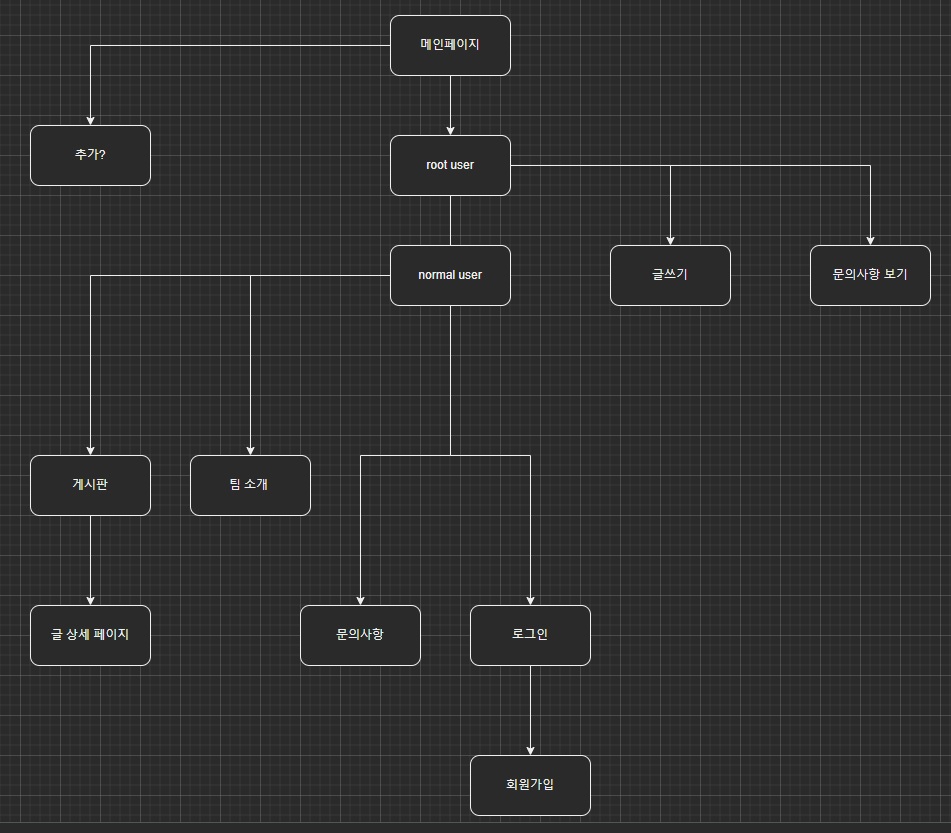 메인페이지
추가?
root user
normal user
글쓰기
문의사항 보기
게시판
팀 소개
글 상세 페이지
문의사항
로그인
회원가입